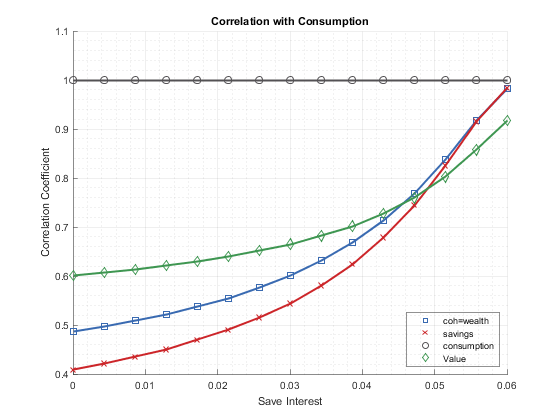 Correlation with Consumption
1.1
1
0.9
0.8
0.7
0.6
0.5
0.4
Correlation Coefficient
0 0.01 0.02 0.03 0.04 0.05 0.06
Save Interest
coh=wealth
savings
consumption
Value